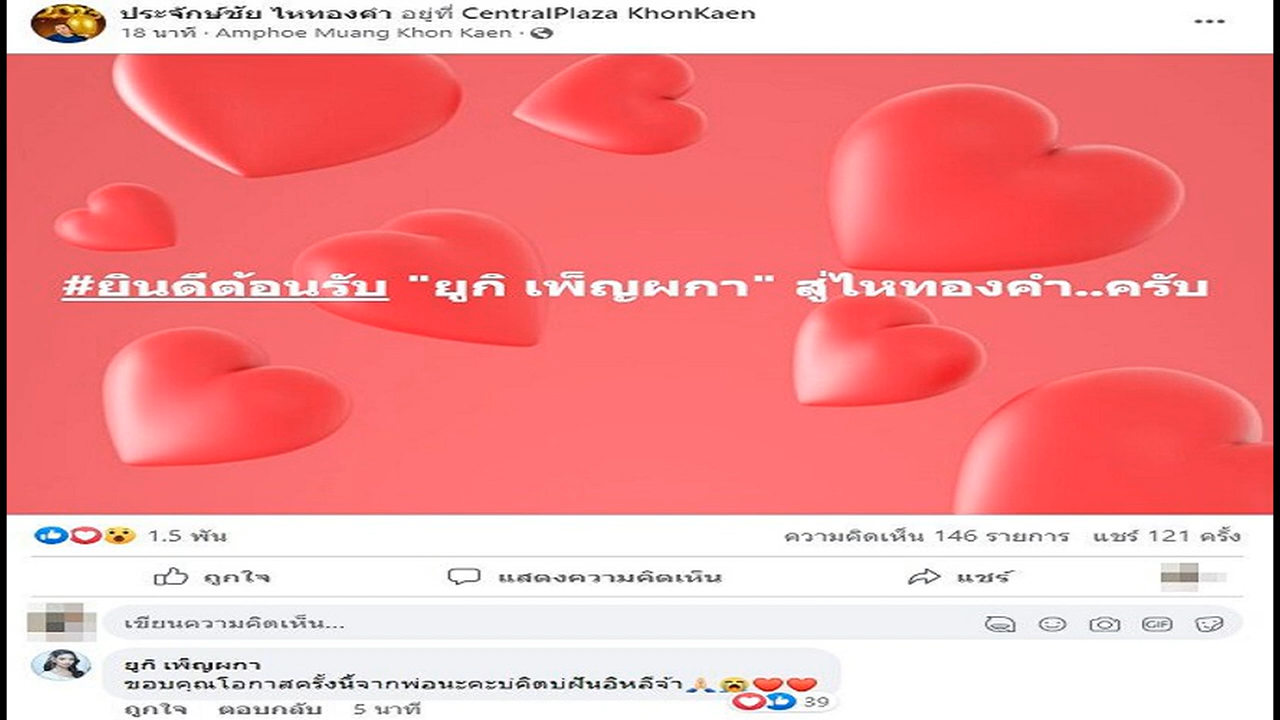 ประจักษ์ชัย ไหทองคำ อยู่ที่ CentralPlaza KhonKaen
18 นาที · Amphoe Muang Khon Kaen ·
#ยินดีต้อนรับ "ยูกิ เพ็ญผกา" สู่ไหทองคำ..ครับ
1.5 พัน ความคิดเห็น 146 รายการ แชร์ 121 ครั้ง
ถูกใจ แสดงความคิดเห็น แชร์
เขียนความคิดเห็น... GIF
ยูกิ เพ็ญผกา
ขอบคุณโอกาสครั้งนี้จากพ่อนะคะบ่คิดบ่ฝันอิหลีจ้า🙏🏻😭❤️❤️
39
ถูกใจ ตอบกลับ 5 นาที